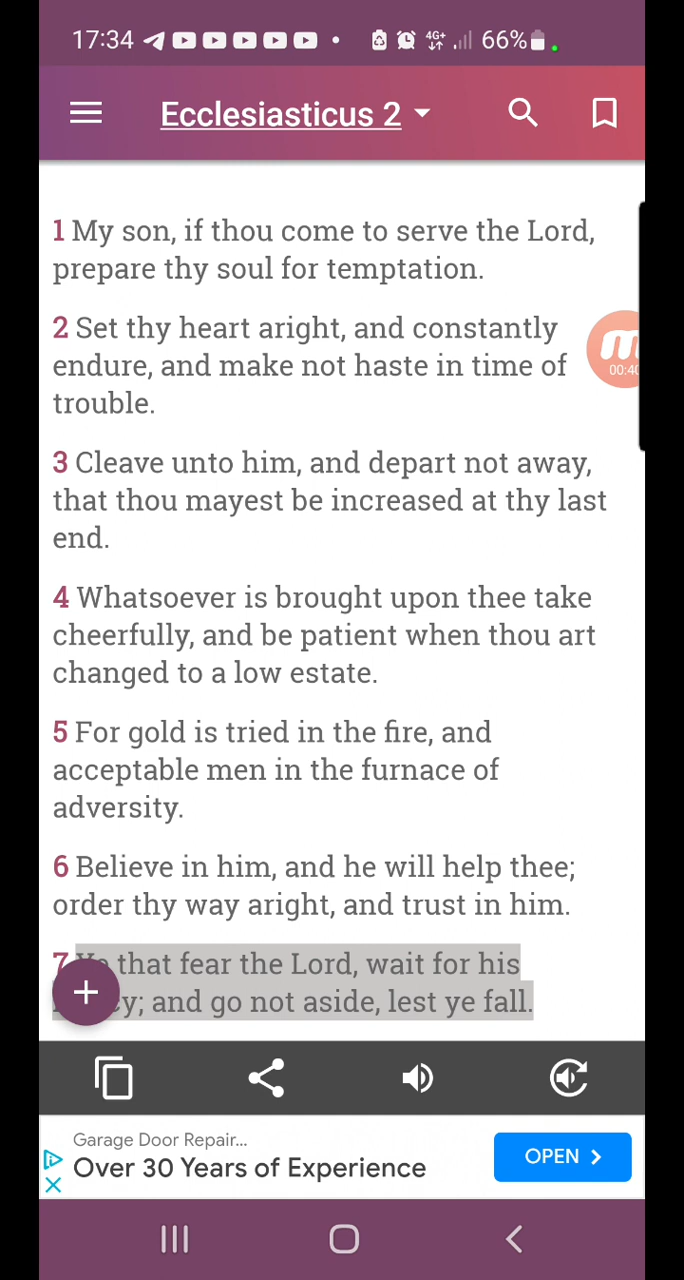 17:34 4G+ 66%
Ecclesiasticus 2
1 My son, if thou come to serve the Lord,
prepare thy soul for temptation.
2 Set thy heart aright, and constantly
endure, and make not haste in time of
00:40
trouble.
3 Cleave unto him, and depart not away,
that thou mayest be increased at thy last
end.
4 Whatsoever is brought upon thee take
cheerfully, and be patient when thou art
changed to a low estate.
5 For gold is tried in the fire, and
acceptable men in the furnace of
adversity.
6 Believe in him, and he will help thee;
order thy way aright, and trust in him.
7 that fear the Lord, wait for his
and go not aside, lest ye fall.
Garage Door Repair...
Over 30 Years of Experience
OPEN